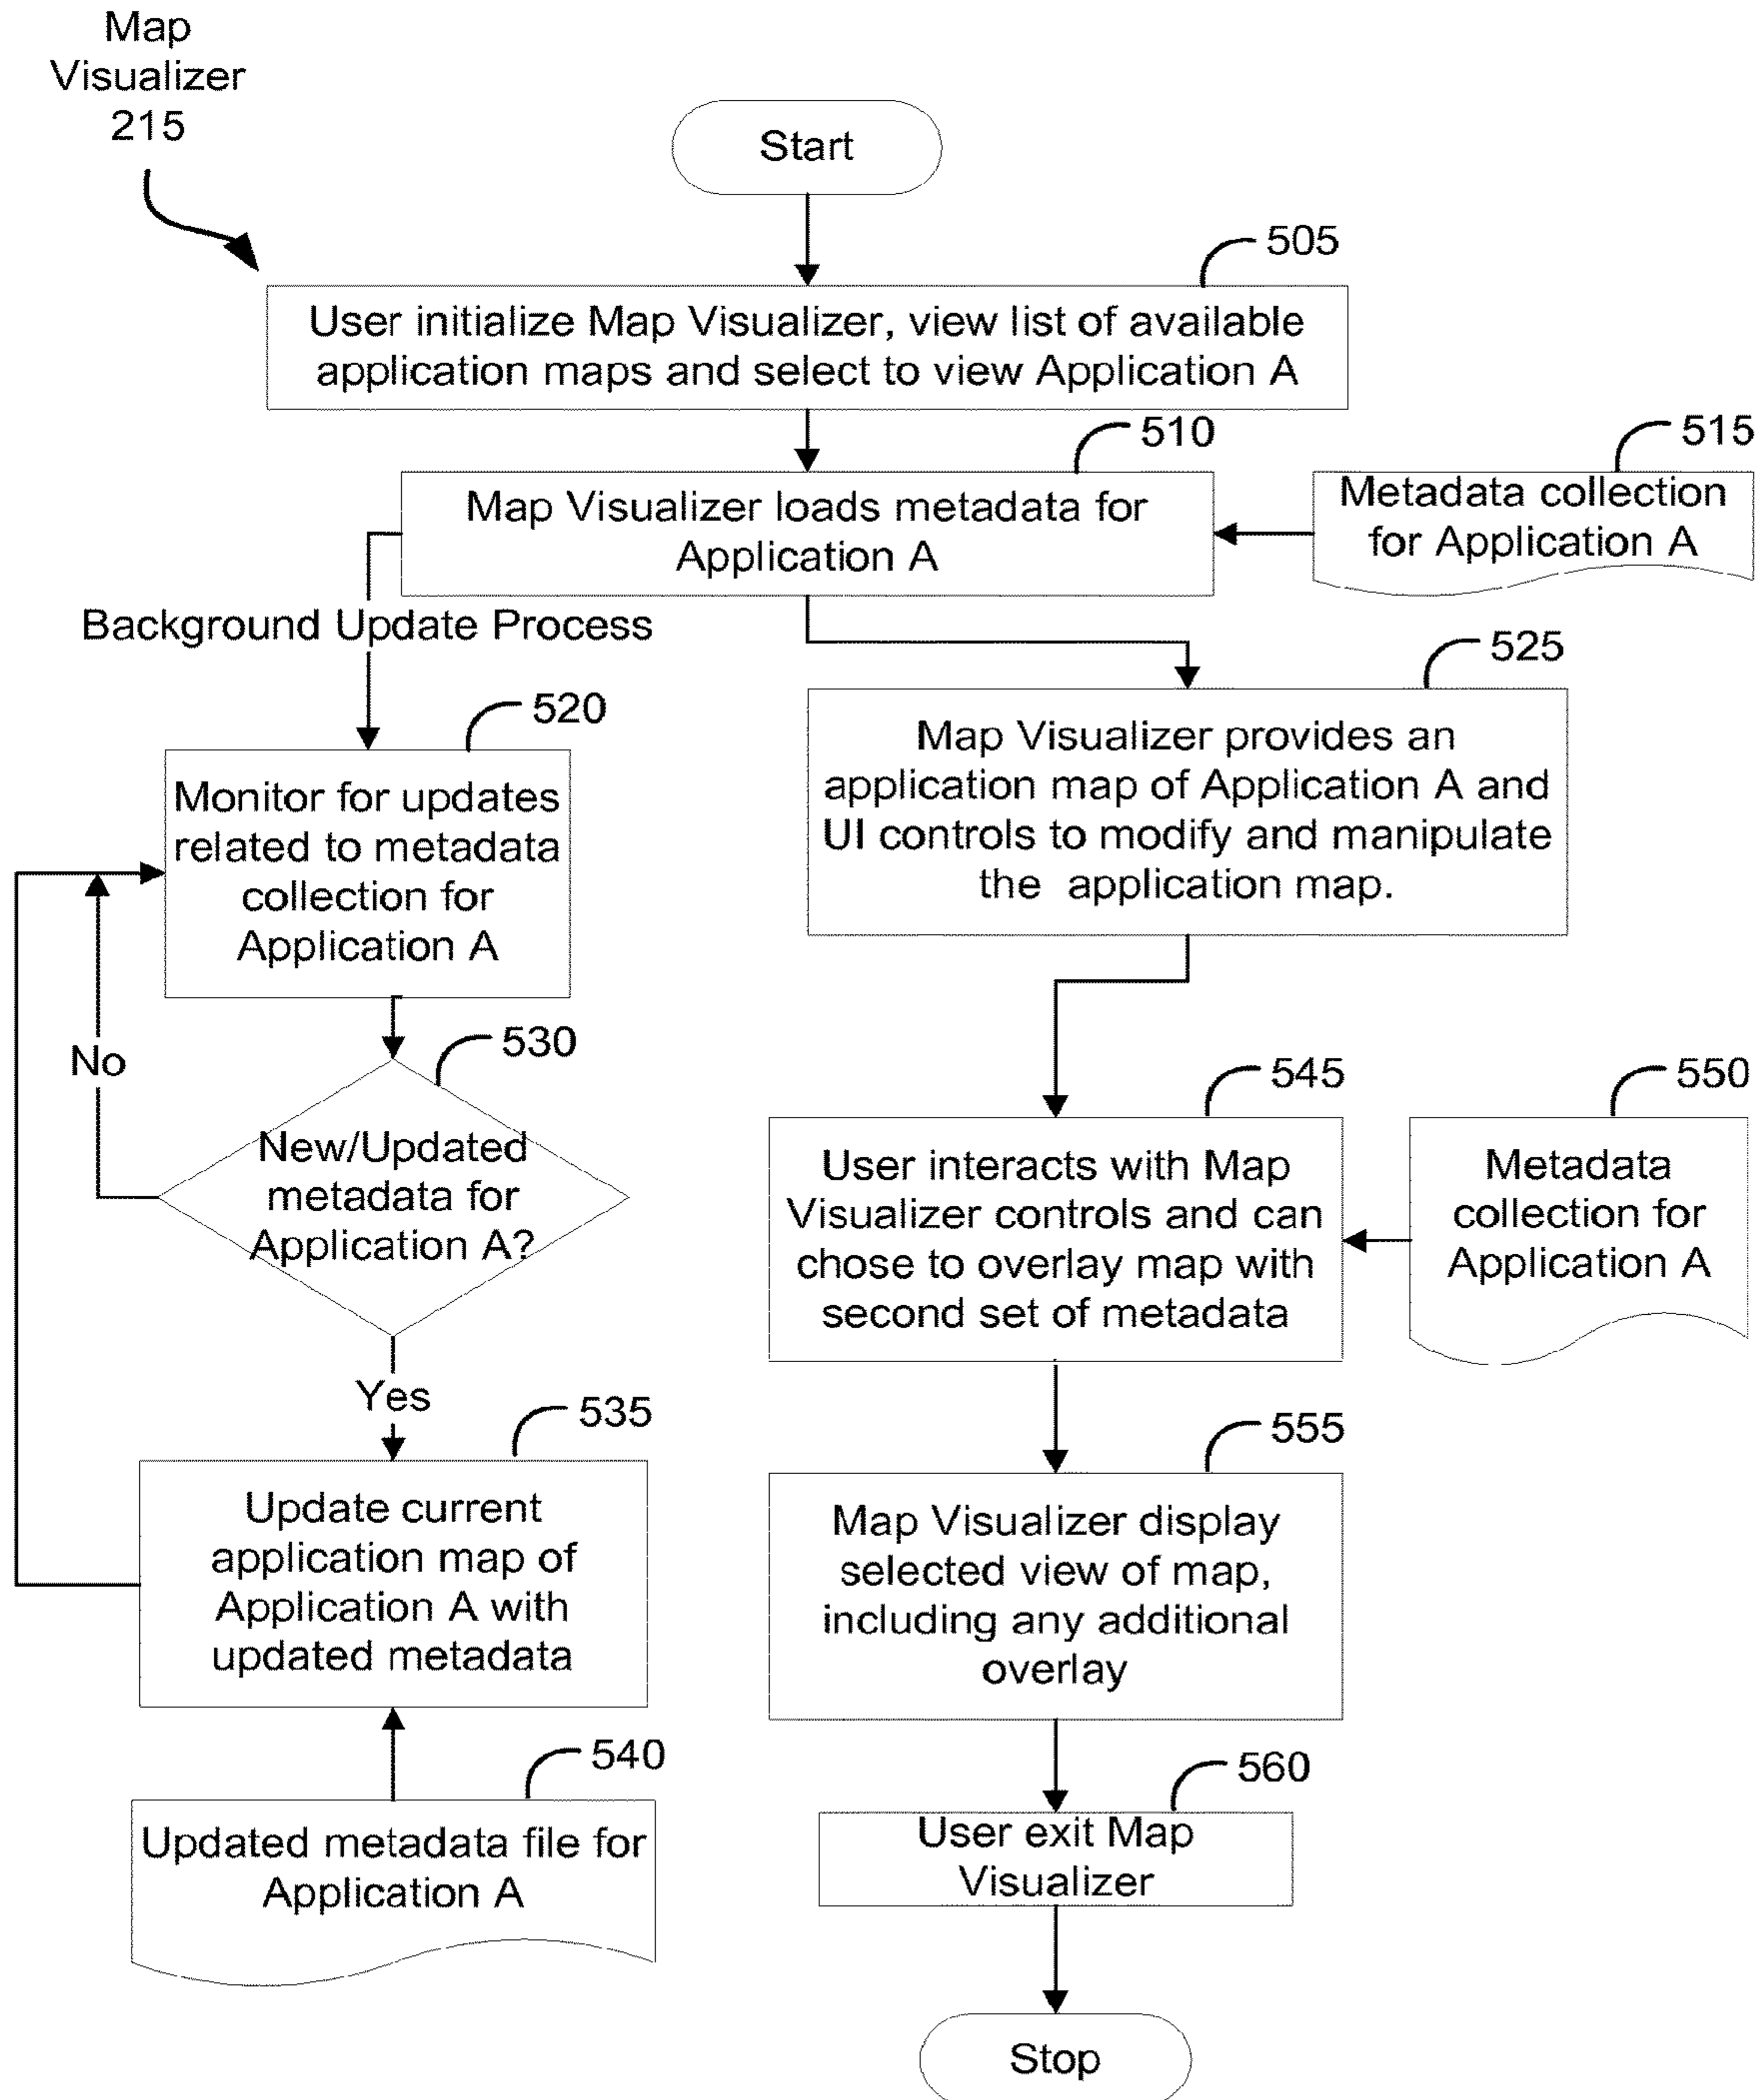 Map
Visualizer
215
Start
505
User initialize Map Visualizer, view list of available
application maps and select to view Application A
510
Map Visualizer loads metadata for
Application A
515
Metadata collection
for Application A
Background Update Process
520
Monitor for updates
related to metadata
collection for
Application A
525
Map Visualizer provides an
application map of Application A and
UI controls to modify and manipulate
the application map.
No
530
New/Updated
metadata for
Application A?
Yes
535
Update current
application map of
Application A with
updated metadata
540
Updated metadata file for
Application A
545
User interacts with Map
Visualizer controls and can
chose to overlay map with
second set of metadata
550
Metadata
collection for
Application A
555
Map Visualizer display
selected view of map,
including any additional
overlay
560
User exit Map
Visualizer
Stop